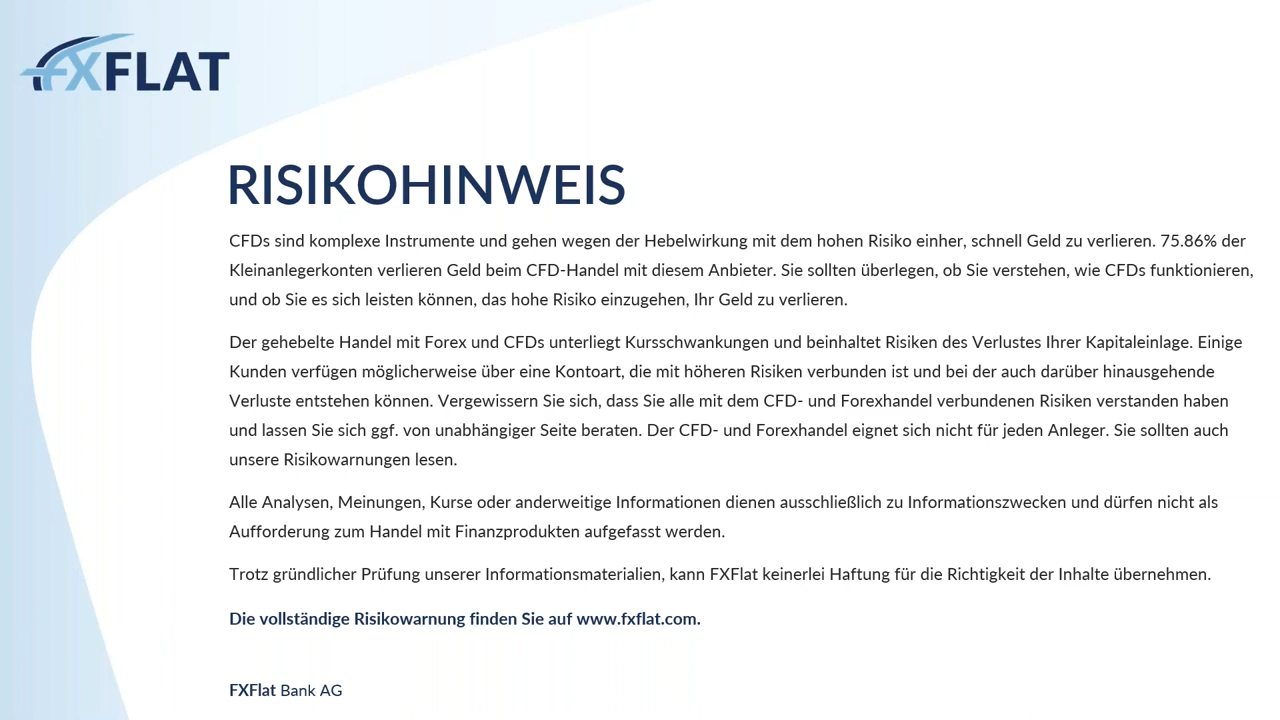 FXFLAT
RISIKOHINWEIS
CFDs sind komplexe Instrumente und gehen wegen der Hebelwirkung mit dem hohen Risiko einher, schnell Geld zu verlieren. 75.86% der
Kleinanlegerkonten verlieren Geld beim CFD-Handel mit diesem Anbieter. Sie sollten überlegen, ob Sie verstehen, wie CFDs funktionieren,
und ob Sie es sich leisten können, das hohe Risiko einzugehen, Ihr Geld zu verlieren.
Der gehebelte Handel mit Forex und CFDs unterliegt Kursschwankungen und beinhaltet Risiken des Verlustes Ihrer Kapitaleinlage. Einige
Kunden verfügen möglicherweise über eine Kontoart, die mit höheren Risiken verbunden ist und bei der auch darüber hinausgehende
Verluste entstehen können. Vergewissern Sie sich, dass Sie alle mit dem CFD- und Forexhandel verbundenen Risiken verstanden haben
und lassen Sie sich ggf. von unabhängiger Seite beraten. Der CFD- und Forexhandel eignet sich nicht für jeden Anleger. Sie sollten auch
unsere Risikowarnungen lesen.
Alle Analysen, Meinungen, Kurse oder anderweitige Informationen dienen ausschließlich zu Informationszwecken und dürfen nicht als
Aufforderung zum Handel mit Finanzprodukten aufgefasst werden.
Trotz gründlicher Prüfung unserer Informationsmaterialien, kann FXFlat keinerlei Haftung für die Richtigkeit der Inhalte übernehmen.
Die vollständige Risikowarnung finden Sie auf www.fxflat.com.
FXFlat Bank AG